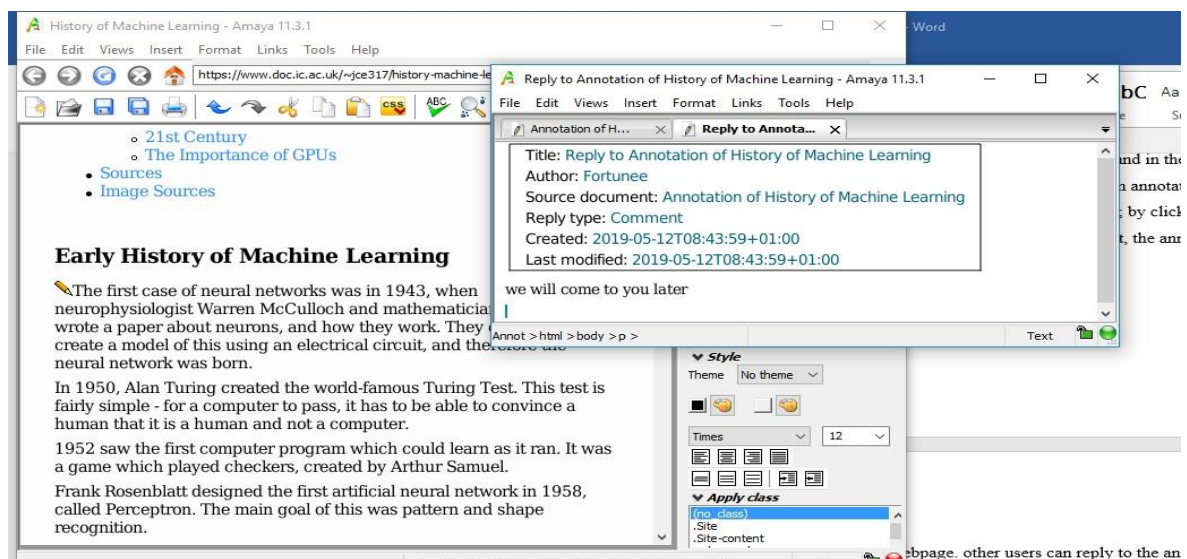 History of Machine Learning - Amaya 11.3.1
- Word
File Edit Views Insert Format Links Tools Help
https://www.doc.ic.ac.uk/~jce317/history-machine-le
CSS
ABC
21st Century
The Importance of GPUs
Sources
Image Sources
Early History of Machine Learning
The first case of neural networks was in 1943, when
neurophysiologist Warren McCulloch and mathematicia
wrote a paper about neurons, and how they work. They
create a model of this using an electrical circuit, and therefore the
neural network was born.
In 1950, Alan Turing created the world-famous Turing Test. This test is
fairly simple - for a computer to pass, it has to be able to convince a
human that it is a human and not a computer.
1952 saw the first computer program which could learn as it ran. It was
a game which played checkers, created by Arthur Samuel.
Frank Rosenblatt designed the first artificial neural network in 1958,
called Perceptron. The main goal of this was pattern and shape
recognition.
Reply to Annotation of History of Machine Learning - Amaya 11.3.1
File Edit Views Insert Format Links Tools Help
Annotation of H... Reply to Annota...
Title: Reply to Annotation of History of Machine Learning
Author: Fortunee
Source document: Annotation of History of Machine Learning
Reply type: Comment
Created: 2019-05-12T08:43:59+01:00
Last modified: 2019-05-12T08:43:59+01:00
we will come to you later
Annot >html >body >p > Text
Style
Theme No theme
Times 12
Apply class
(no_class)
.Site
.Site-content
bC Aa
and in the
n annota
; by click
t, the ann
ebpage. other users can reply to the an